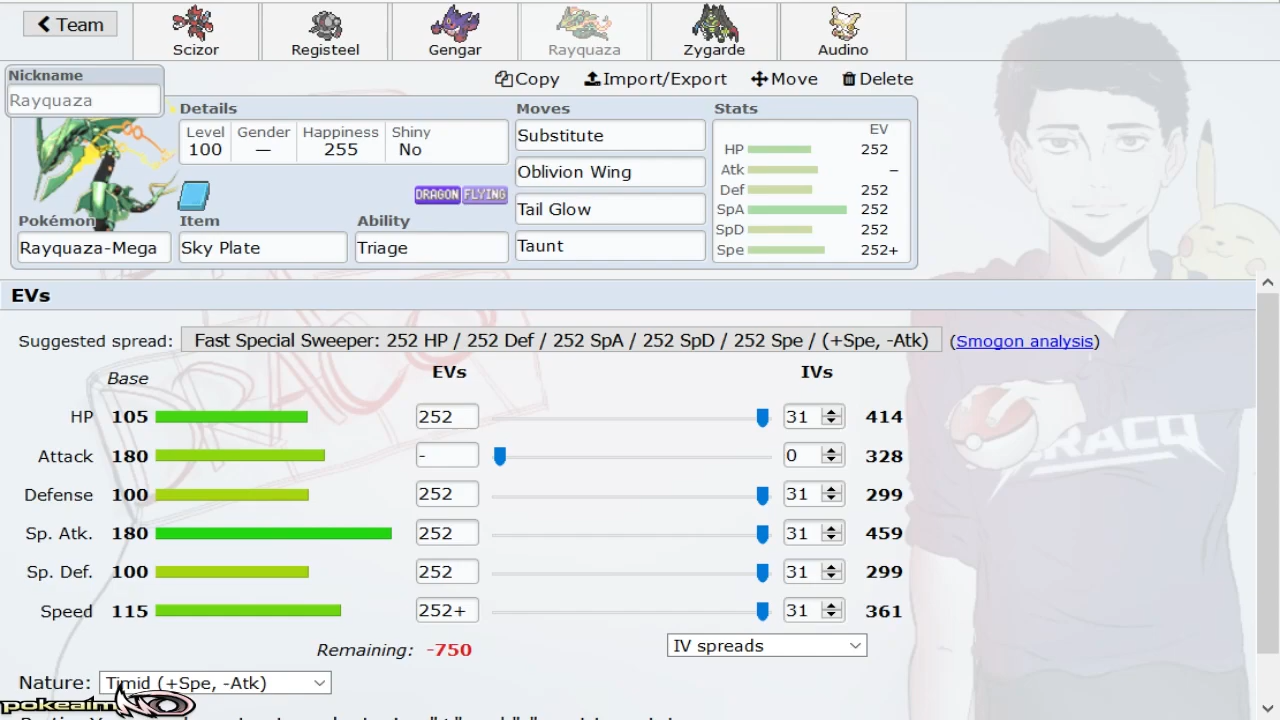 Team
Scizor
Registeel
Gengar
Rayquaza
Zygarde
Audino
Nickname
Rayquaza
Copy
Import/Export
Move
Delete
Details
Level
100
Gender
—
Happiness
255
Shiny
No
DRAGON FLYING
Pokémon
Rayquaza-Mega
Item
Sky Plate
Ability
Triage
Moves
Substitute
Oblivion Wing
Tail Glow
Taunt
Stats
EV
HP 252
Atk –
Def 252
SpA 252
SpD 252
Spe 252+
EVs
Suggested spread: Fast Special Sweeper: 252 HP / 252 Def / 252 SpA / 252 SpD / 252 Spe / (+Spe, -Atk) (Smogon analysis)
Base EVs IVs
HP 105 252 31 414
Attack 180 - 0 328
Defense 100 252 31 299
Sp. Atk. 180 252 31 459
Sp. Def. 100 252 31 299
Speed 115 252+ 31 361
Remaining: -750
IV spreads
Nature: Timid (+Spe, -Atk)
pokeaim
DRACO